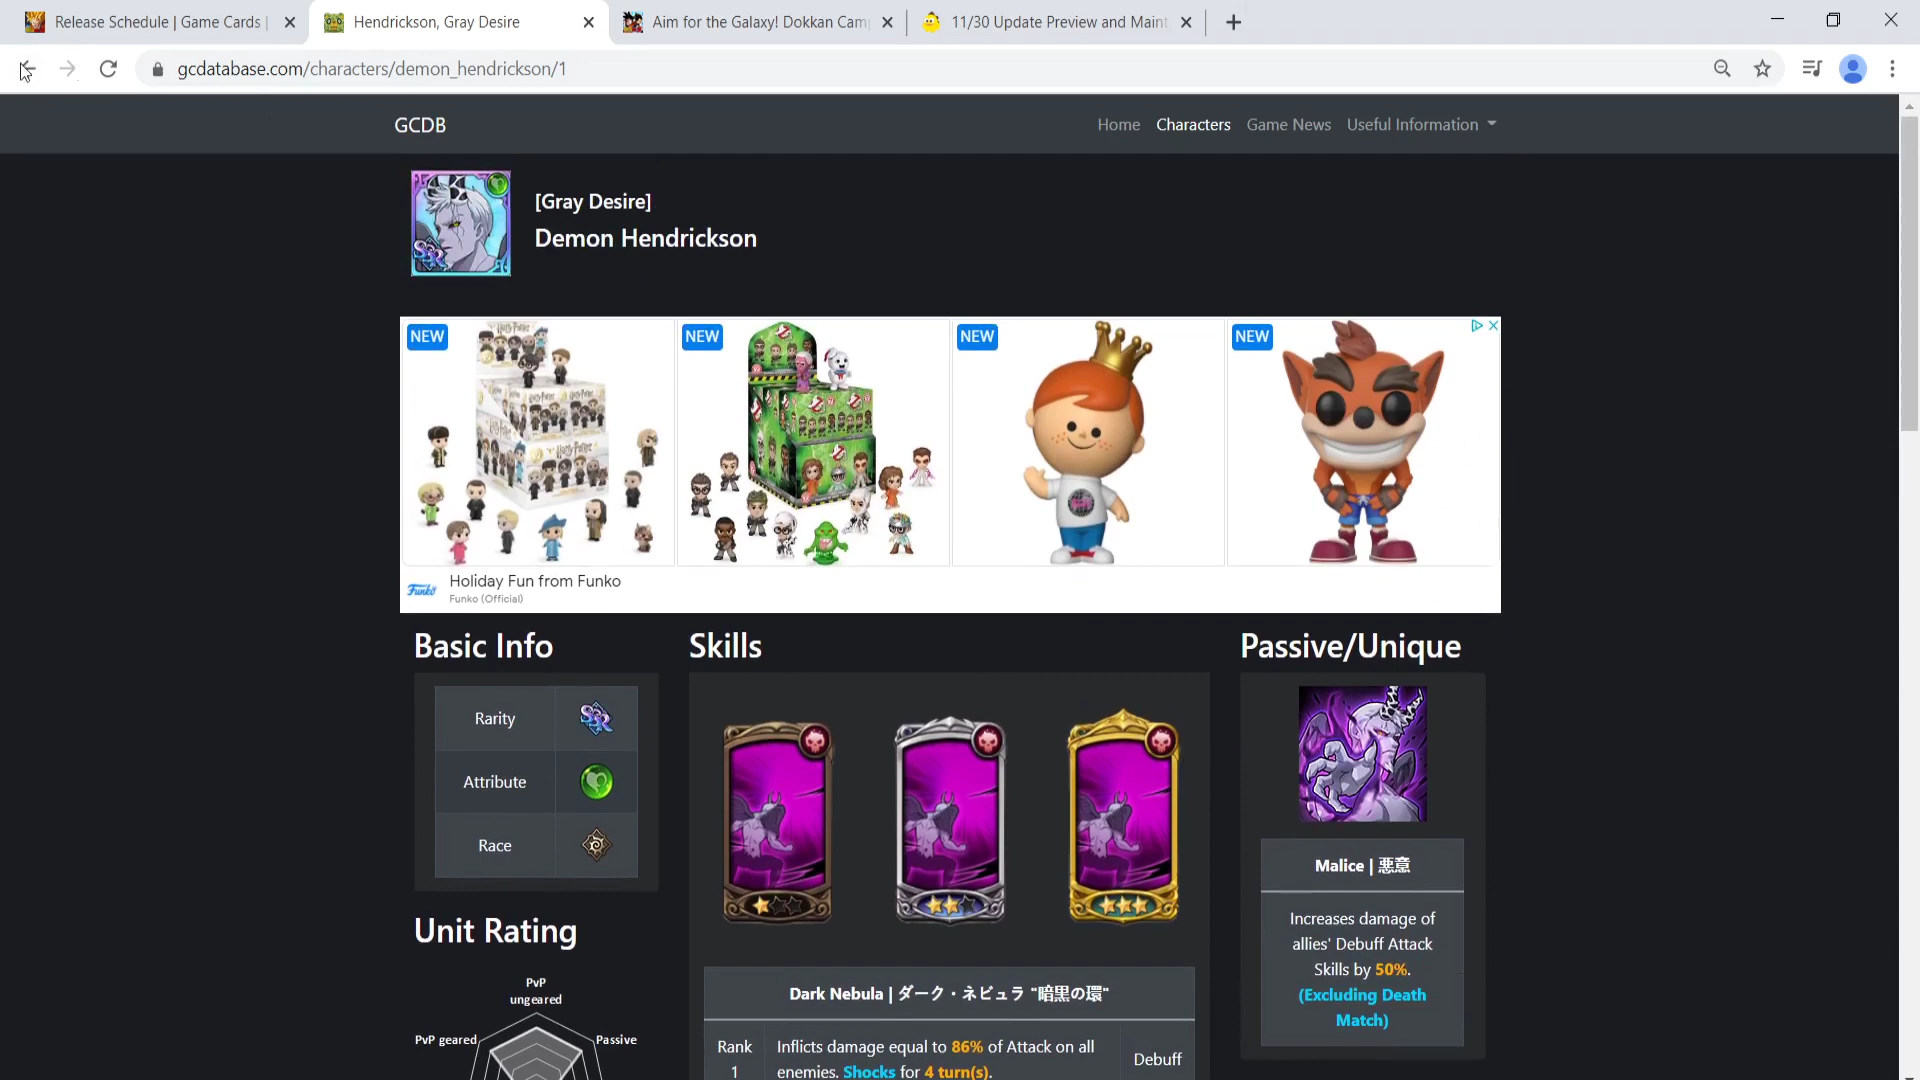 Release Schedule | Game Cards |
Hendrickson, Gray Desire
Aim for the Galaxy! Dokkan Cam
11/30 Update Preview and Maint
gcdatabase.com/characters/demon_hendrickson/1
GCDB
Home
Characters
Game News
Useful Information
[Gray Desire]
Demon Hendrickson
NEW
NEW
NEW
NEW
Funko
Holiday Fun from Funko
Funko (Official)
Basic Info
Skills
Passive/Unique
Rarity
SSR
Attribute
Race
Malice | 悪意
Increases damage of
allies' Debuff Attack
Skills by 50%.
(Excluding Death
Match)
Unit Rating
PvP
ungeared
PvP geared
Passive
Dark Nebula | ダーク・ネビュラ "暗黒の環"
Rank
1
Inflicts damage equal to 86% of Attack on all
enemies. Shocks for 4 turn(s).
Debuff